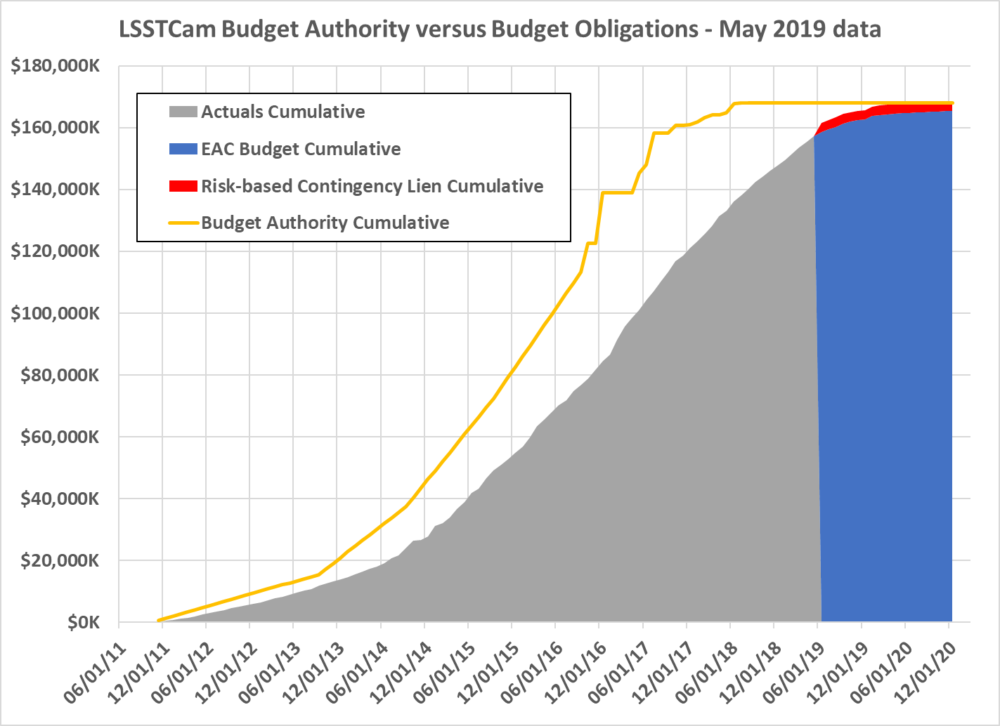 LSSTCam Budget Authority versus Budget Obligations - May 2019 data
$180,000K
$160,000K
$140,000K
$120,000K
$100,000K
$80,000K
$60,000K
$40,000K
$20,000K
$0K
Actuals Cumulative
EAC Budget Cumulative
Risk-based Contingency Lien Cumulative
Budget Authority Cumulative
06/01/11
12/01/11
06/01/12
12/01/12
06/01/13
12/01/13
06/01/14
12/01/14
06/01/15
12/01/15
06/01/16
12/01/16
06/01/17
12/01/17
06/01/18
12/01/18
06/01/19
12/01/19
06/01/20
12/01/20